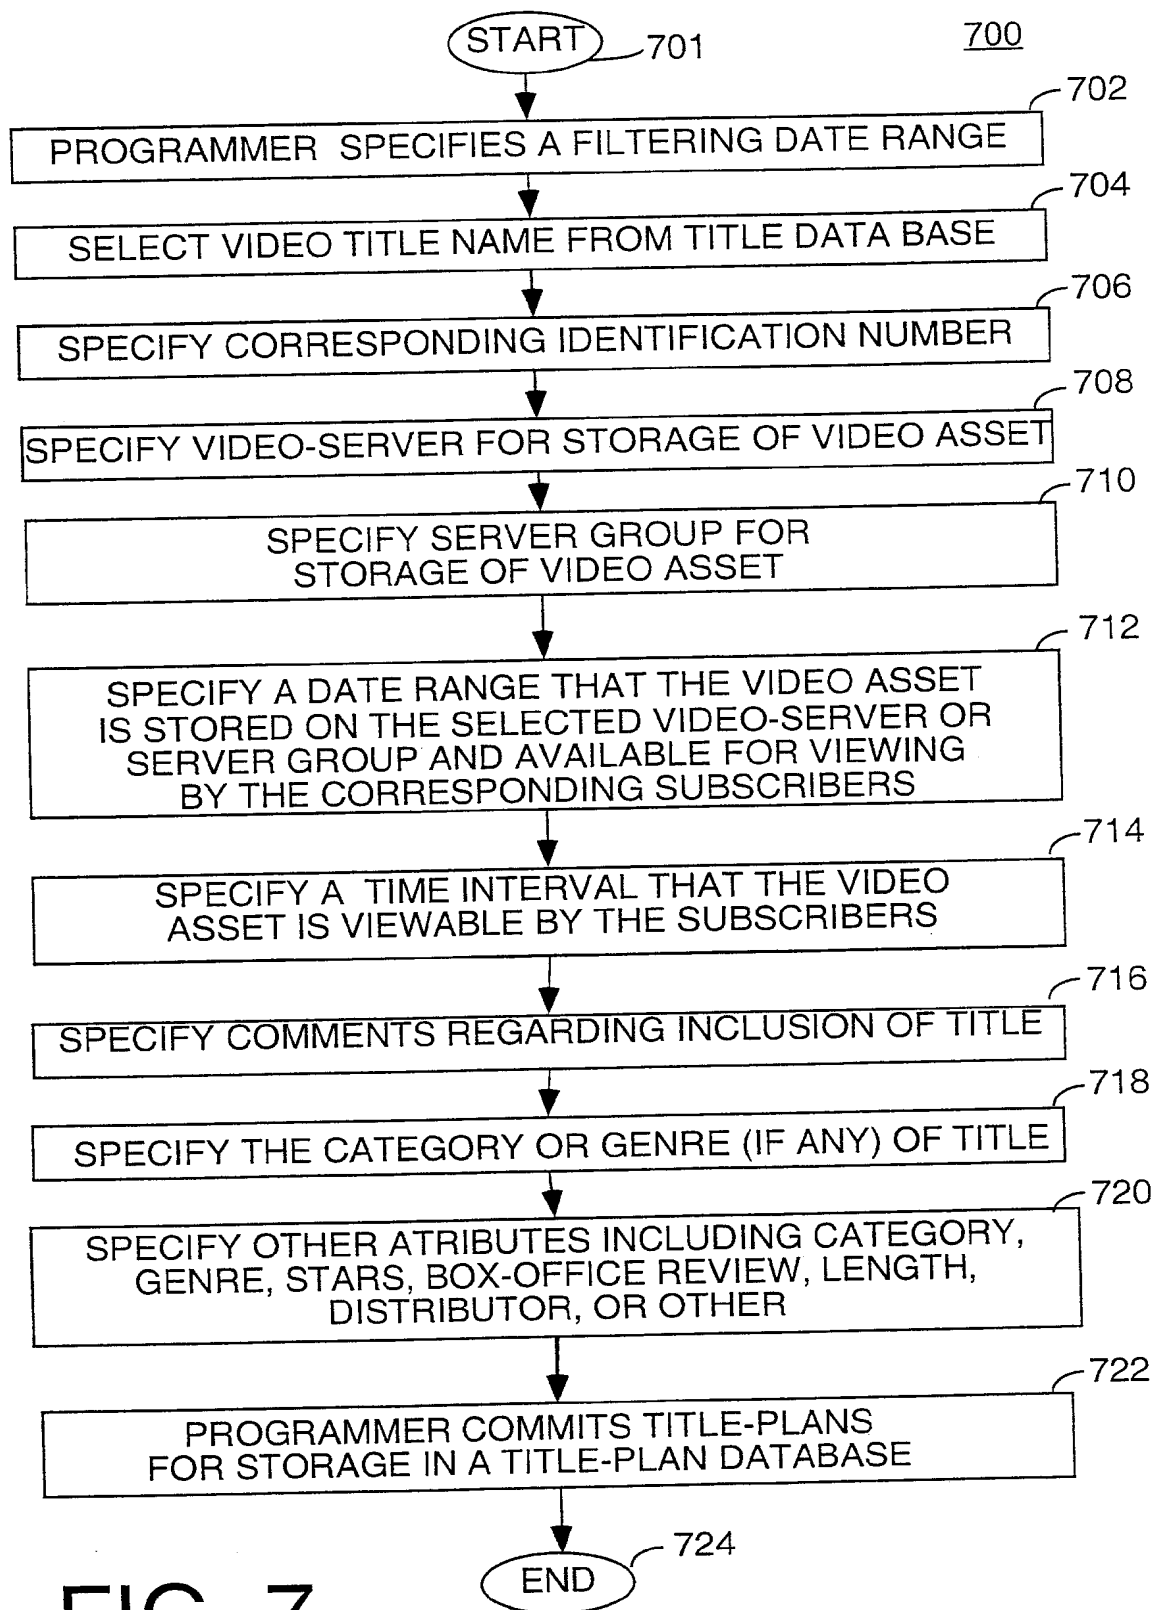 START
701
700
702
PROGRAMMER SPECIFIES A FILTERING DATE RANGE
704
SELECT VIDEO TITLE NAME FROM TITLE DATA BASE
706
SPECIFY CORRESPONDING IDENTIFICATION NUMBER
708
SPECIFY VIDEO-SERVER FOR STORAGE OF VIDEO ASSET
710
SPECIFY SERVER GROUP FOR
STORAGE OF VIDEO ASSET
712
SPECIFY A DATE RANGE THAT THE VIDEO ASSET
IS STORED ON THE SELECTED VIDEO-SERVER OR
SERVER GROUP AND AVAILABLE FOR VIEWING
BY THE CORRESPONDING SUBSCRIBERS
714
SPECIFY A TIME INTERVAL THAT THE VIDEO
ASSET IS VIEWABLE BY THE SUBSCRIBERS
716
SPECIFY COMMENTS REGARDING INCLUSION OF TITLE
718
SPECIFY THE CATEGORY OR GENRE (IF ANY) OF TITLE
720
SPECIFY OTHER ATRIBUTES INCLUDING CATEGORY,
GENRE, STARS, BOX-OFFICE REVIEW, LENGTH,
DISTRIBUTOR, OR OTHER
722
PROGRAMMER COMMITS TITLE-PLANS
FOR STORAGE IN A TITLE-PLAN DATABASE
724
END
FIG. 7